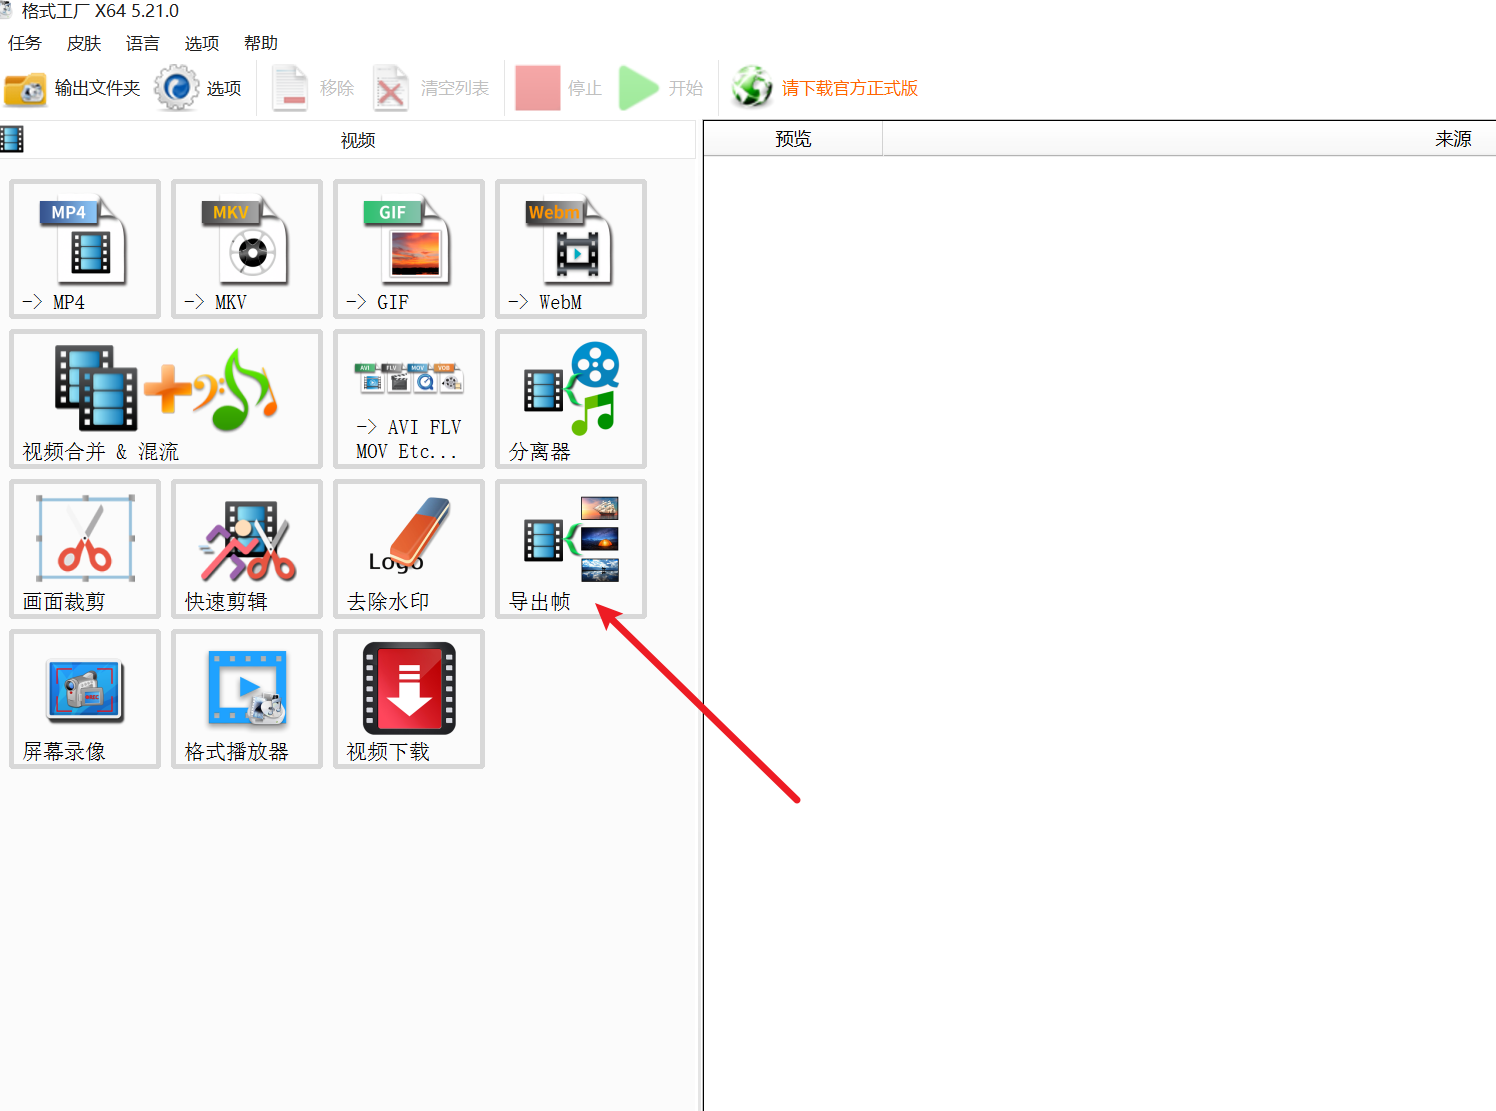 格式工厂 X64 5.21.0
任务 皮肤 语言 选项 帮助
输出文件夹 选项 移除 清空列表 停止 开始 请下载官方正式版
视频
预览 来源
MP4 MKV GIF Webm
-> MP4 -> MKV -> GIF -> WebM
AVI FLV MOV VOB
-> AVI FLV
MOV Etc...
视频合并 & 混流 分离器
Logo
画面裁剪 快速剪辑 去除水印 导出帧
屏幕录像 格式播放器 视频下载